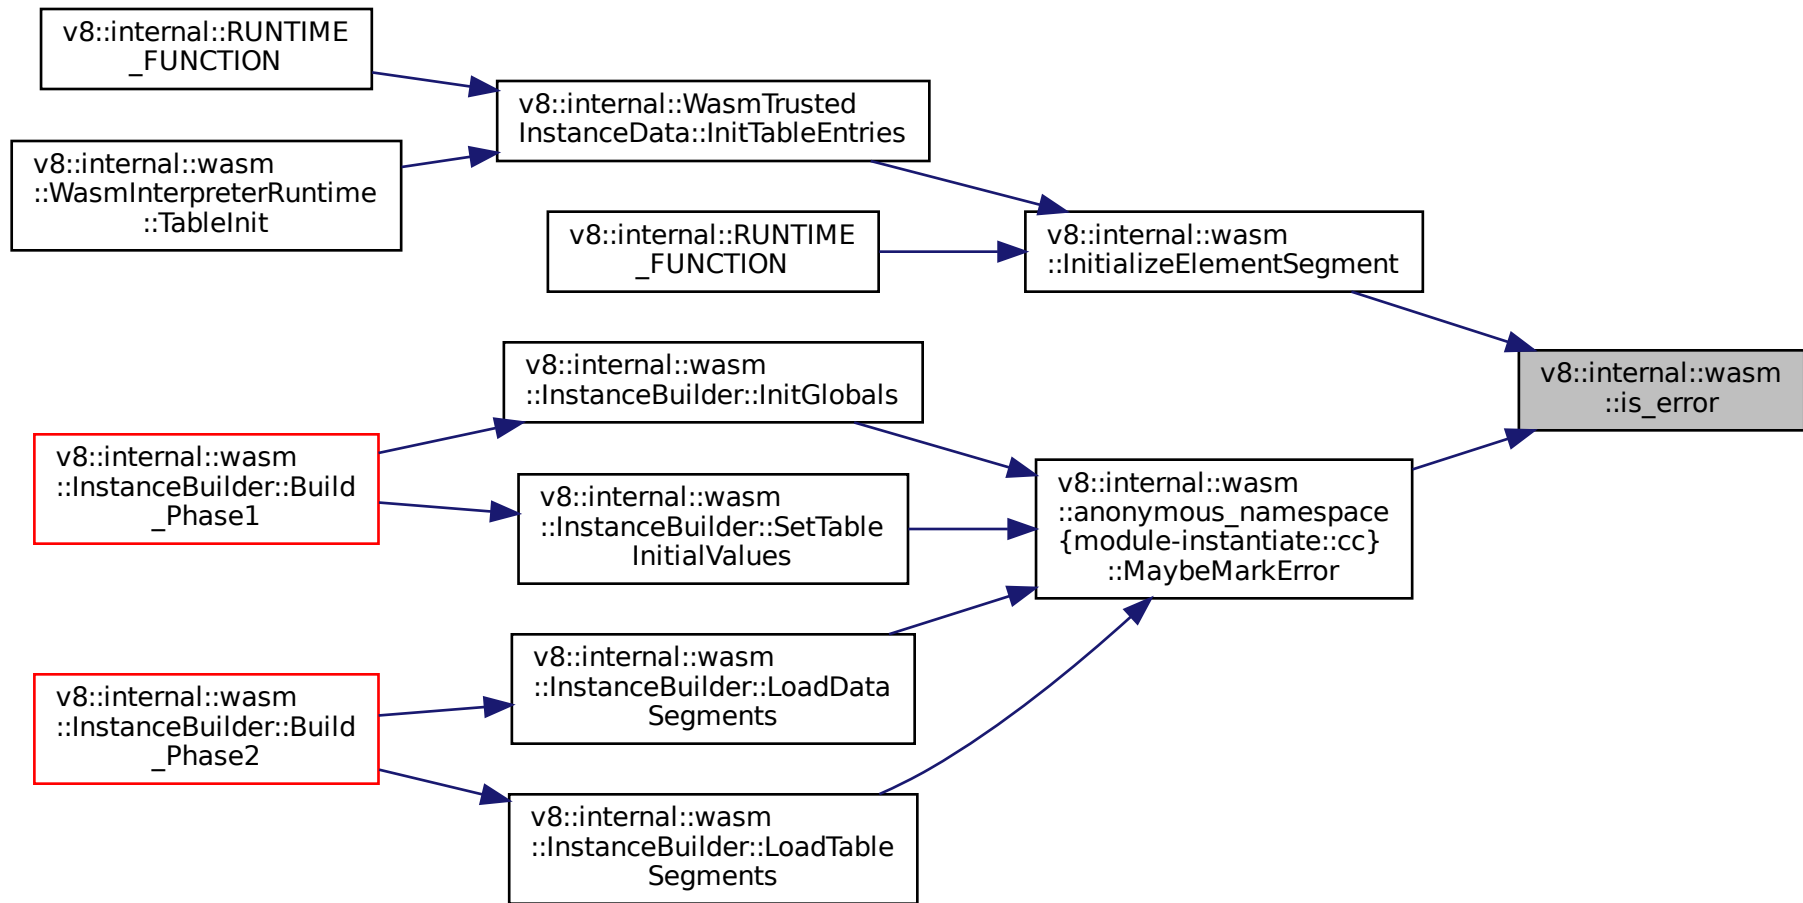 v8::internal::RUNTIME
_FUNCTION
v8::internal::wasm
::WasmInterpreterRuntime
::TableInit
v8::internal::WasmTrusted
InstanceData::InitTableEntries
v8::internal::RUNTIME
_FUNCTION
v8::internal::wasm
::InitializeElementSegment
v8::internal::wasm
::is_error
v8::internal::wasm
::InstanceBuilder::InitGlobals
v8::internal::wasm
::InstanceBuilder::Build
_Phase1
v8::internal::wasm
::InstanceBuilder::SetTable
InitialValues
v8::internal::wasm
::anonymous_namespace
{module-instantiate::cc}
::MaybeMarkError
v8::internal::wasm
::InstanceBuilder::LoadData
Segments
v8::internal::wasm
::InstanceBuilder::Build
_Phase2
v8::internal::wasm
::InstanceBuilder::LoadTable
Segments